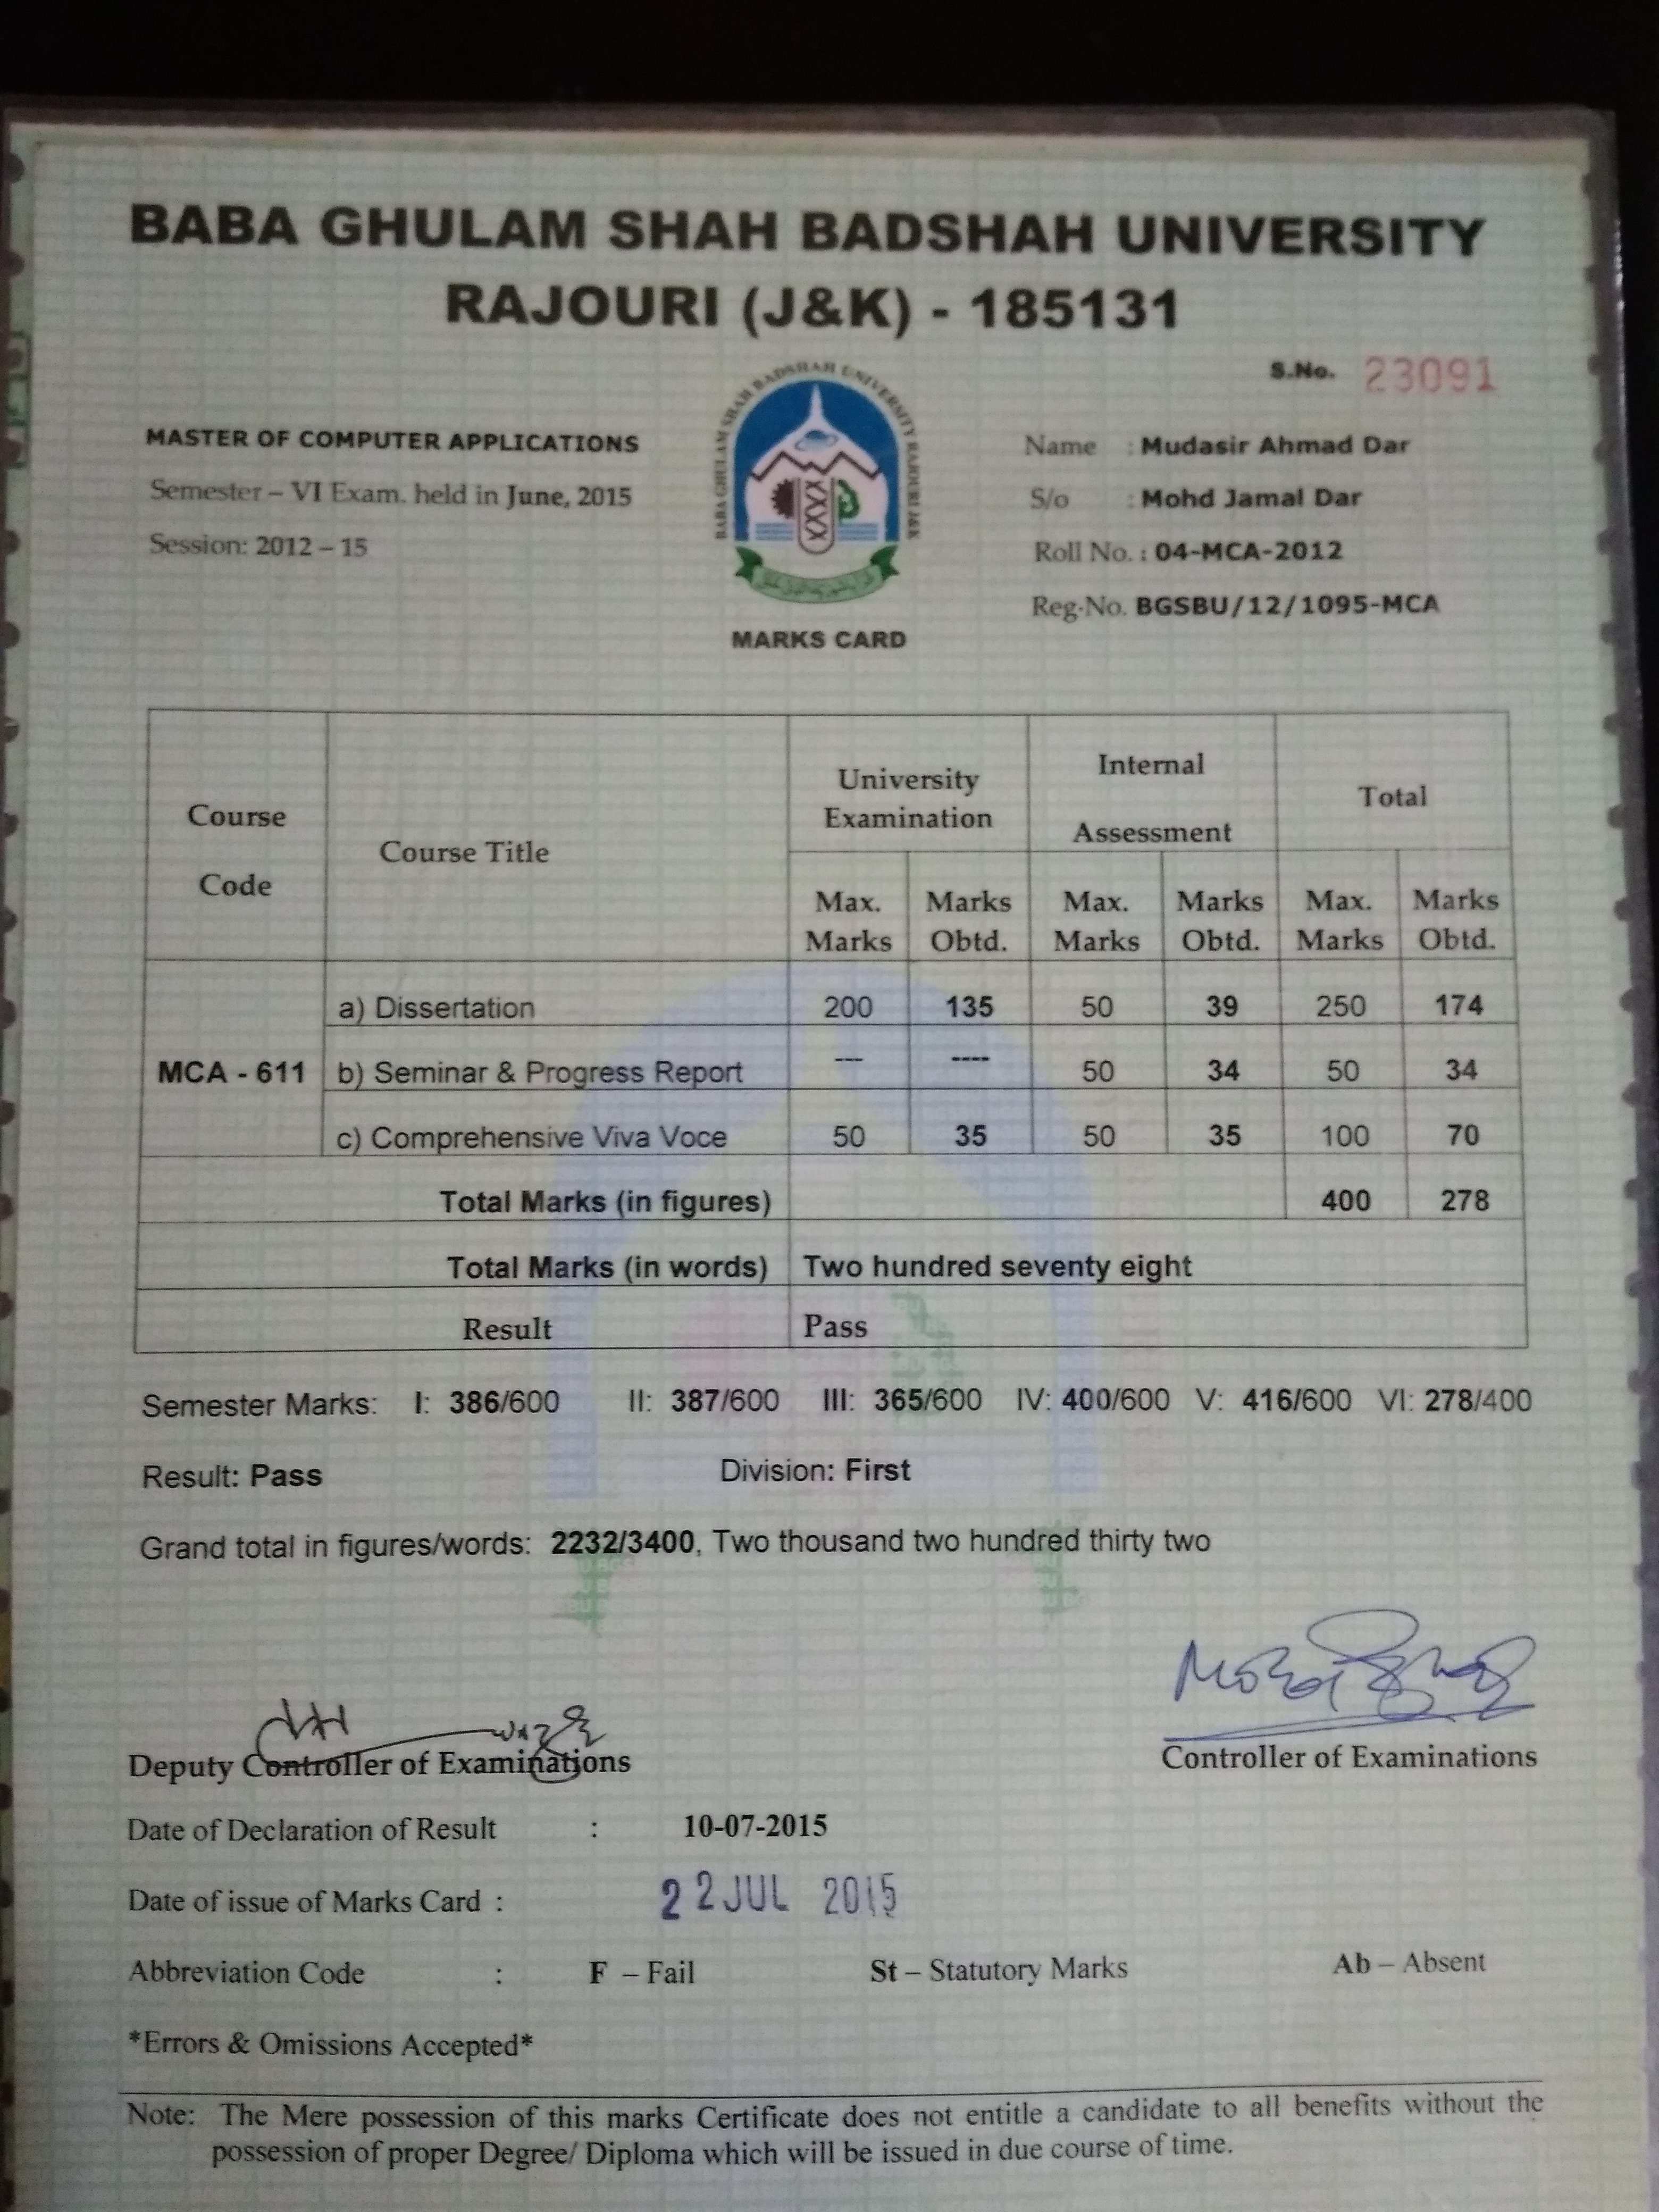 BABA GHULAM SHAH BADSHAH UNIVERSITY
RAJOURI (J&K) - 185131
S.No. 23091
BABA GHULAM SHAH BADSHAH UNIVERSITY RAJOURI J&K
MARKS CARD
MASTER OF COMPUTER APPLICATIONS
Semester – VI Exam. held in June, 2015
Session: 2012 – 15
Name : Mudasir Ahmad Dar
S/o : Mohd Jamal Dar
Roll No. : 04-MCA-2012
Reg-No. BGSBU/12/1095-MCA
Course Code Course Title University Examination Internal Assessment Total
Max. Marks Marks Obtd. Max. Marks Marks Obtd. Max. Marks Marks Obtd.
MCA - 611
a) Dissertation 200 135 50 39 250 174
b) Seminar & Progress Report --- ---- 50 34 50 34
c) Comprehensive Viva Voce 50 35 50 35 100 70
Total Marks (in figures) 400 278
Total Marks (in words) Two hundred seventy eight
Result Pass
Semester Marks: I: 386/600 II: 387/600 III: 365/600 IV: 400/600 V: 416/600 VI: 278/400
Result: Pass Division: First
Grand total in figures/words: 2232/3400, Two thousand two hundred thirty two
Deputy Controller of Examinations Controller of Examinations
Date of Declaration of Result : 10-07-2015
Date of issue of Marks Card : 22 JUL 2015
Abbreviation Code : F – Fail St – Statutory Marks Ab – Absent
*Errors & Omissions Accepted*
Note: The Mere possession of this marks Certificate does not entitle a candidate to all benefits without the
possession of proper Degree/ Diploma which will be issued in due course of time.